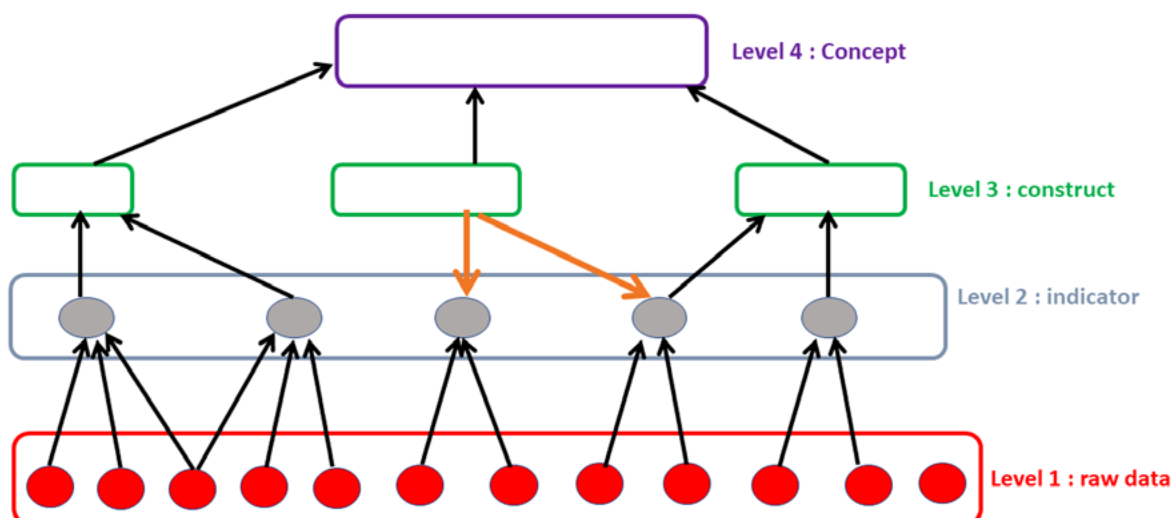 Level 4 : Concept
Level 3 : construct
Level 2 : indicator
Level 1 : raw data